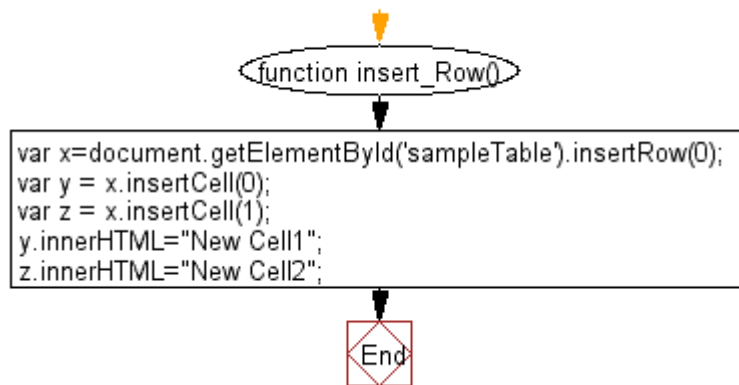 function insert_Row()
var x=document.getElementById('sampleTable').insertRow(0);
var y = x.insertCell(0);
var z = x.insertCell(1);
y.innerHTML="New Cell1";
z.innerHTML="New Cell2";
End